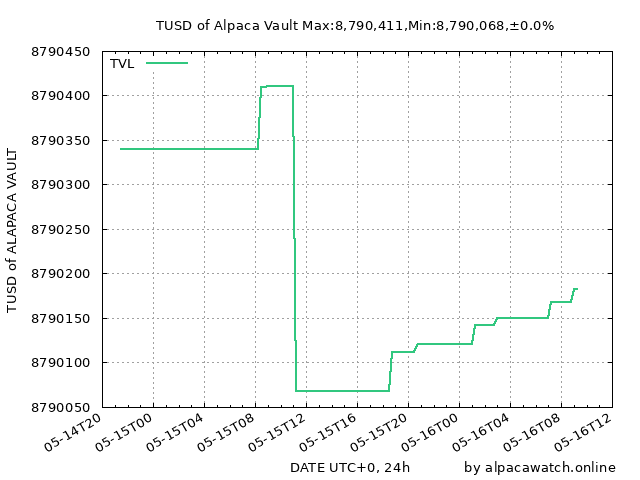 TUSD of Alpaca Vault Max:8,790,411,Min:8,790,068,±0.0%
TVL
TUSD of ALAPACA VAULT
8790450
8790400
8790350
8790300
8790250
8790200
8790150
8790100
8790050
05-14T20
05-15T00
05-15T04
05-15T08
05-15T12
05-15T16
05-15T20
05-16T00
05-16T04
05-16T08
05-16T12
DATE UTC+0, 24h
by alpacawatch.online